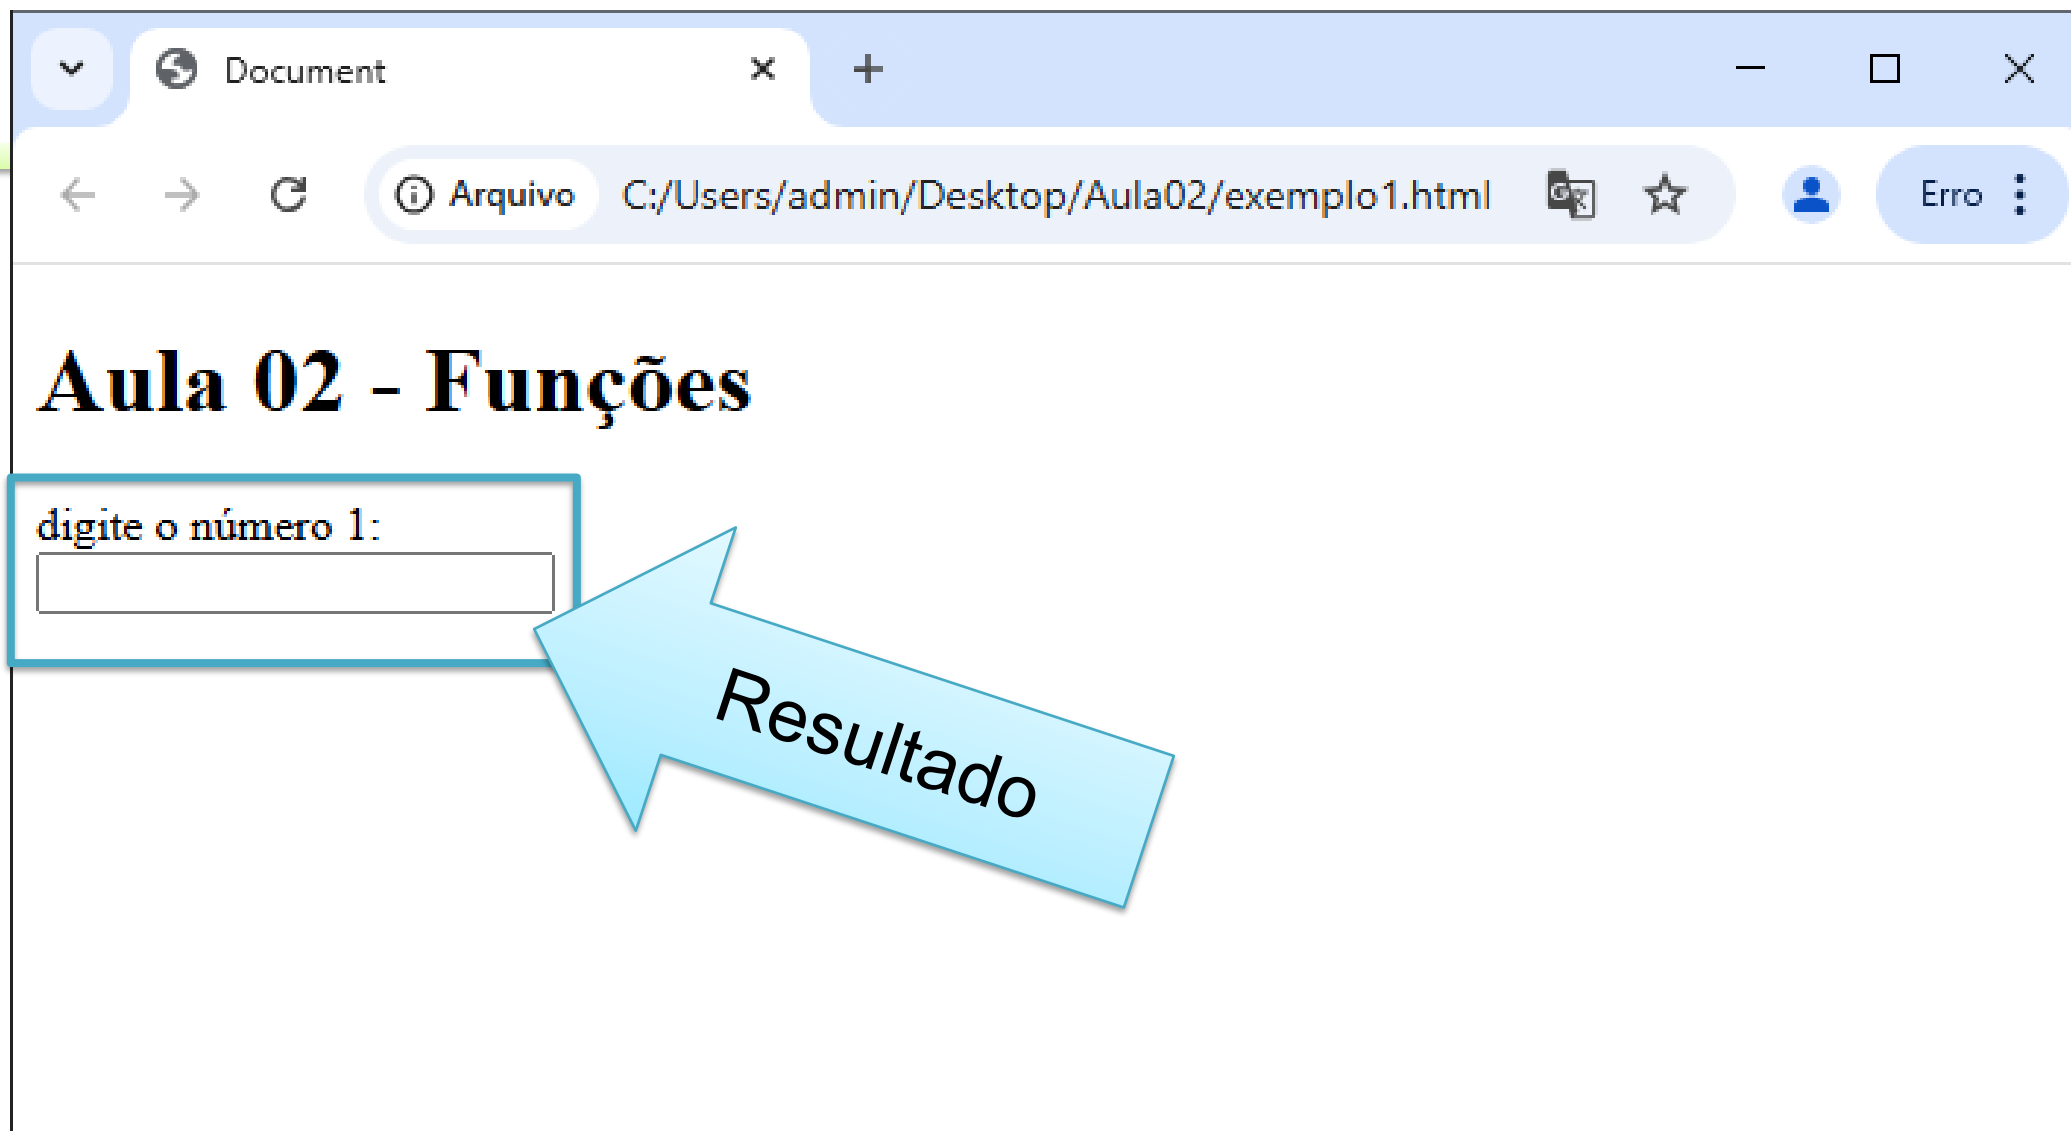 Document
Arquivo C:/Users/admin/Desktop/Aula02/exemplo1.html Erro
Aula 02 - Funções
digite o número 1:
Resultado